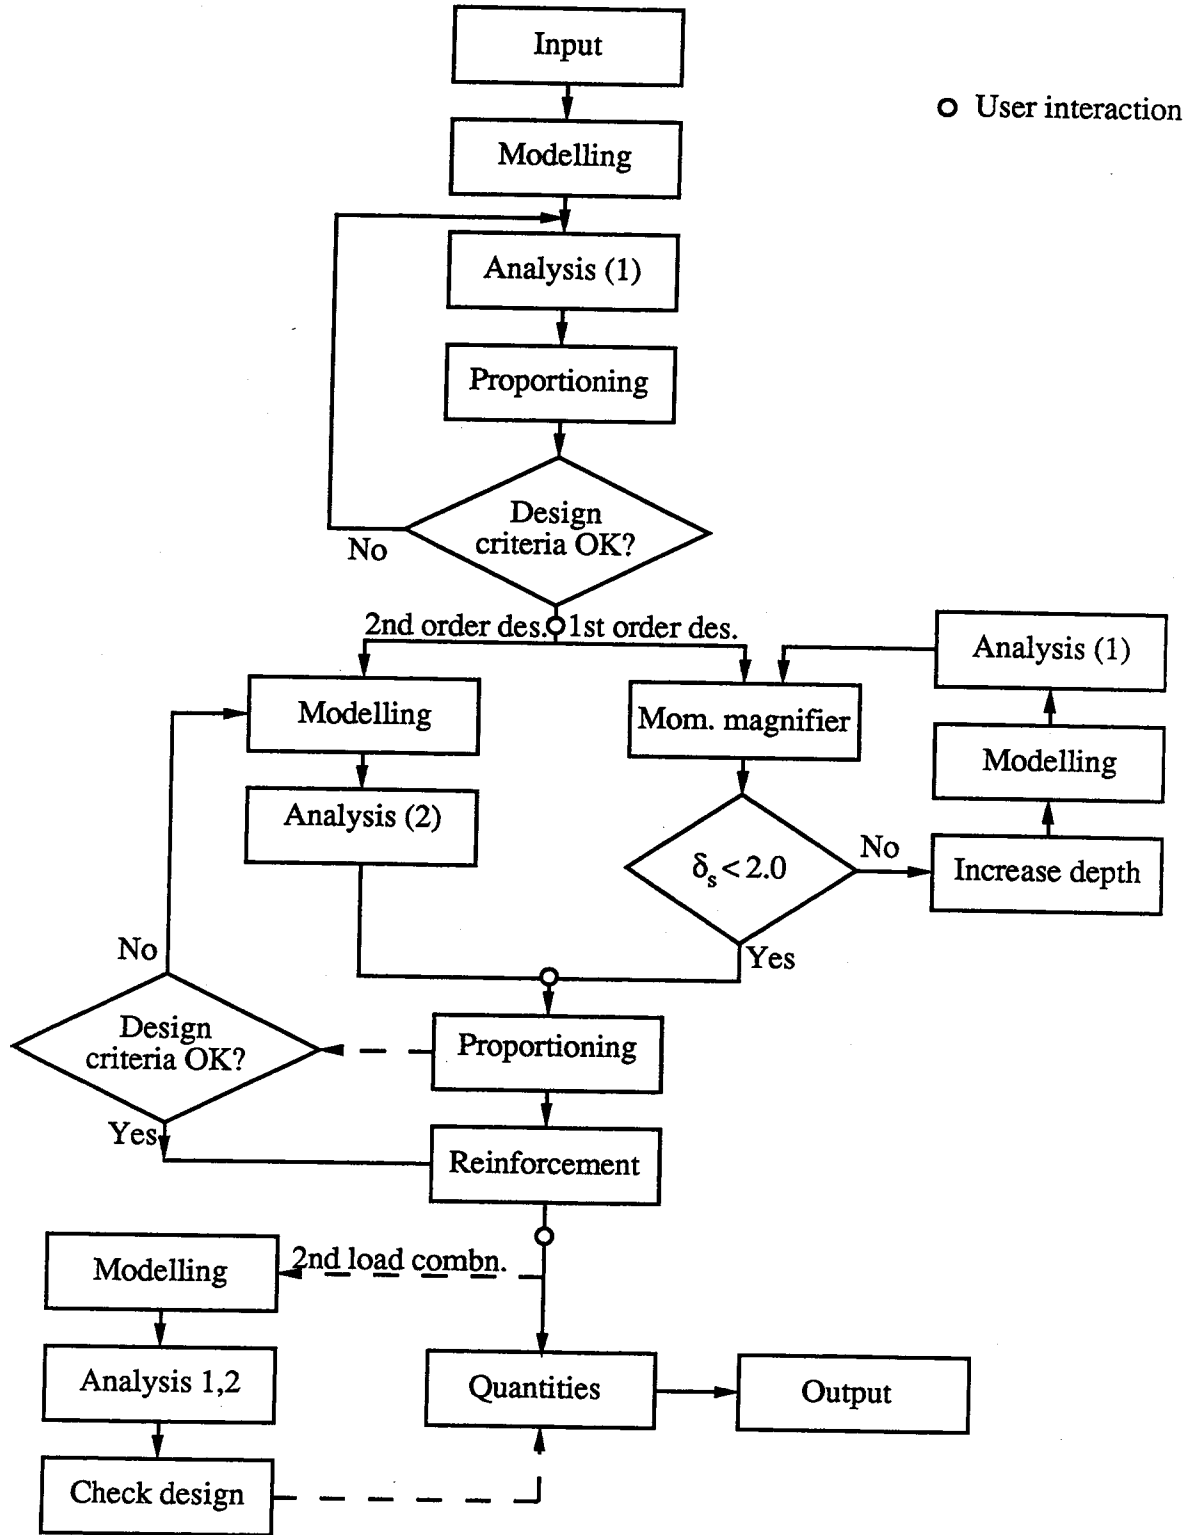 Input
User interaction
Modelling
Analysis (1)
Proportioning
Design
criteria OK?
No
2nd order des.
1st order des.
Analysis (1)
Modelling
Mom. magnifier
Modelling
Analysis (2)
δs < 2.0
No
Increase depth
No
Yes
Design
criteria OK?
Proportioning
Yes
Reinforcement
2nd load combn.
Modelling
Analysis 1,2
Quantities
Output
Check design